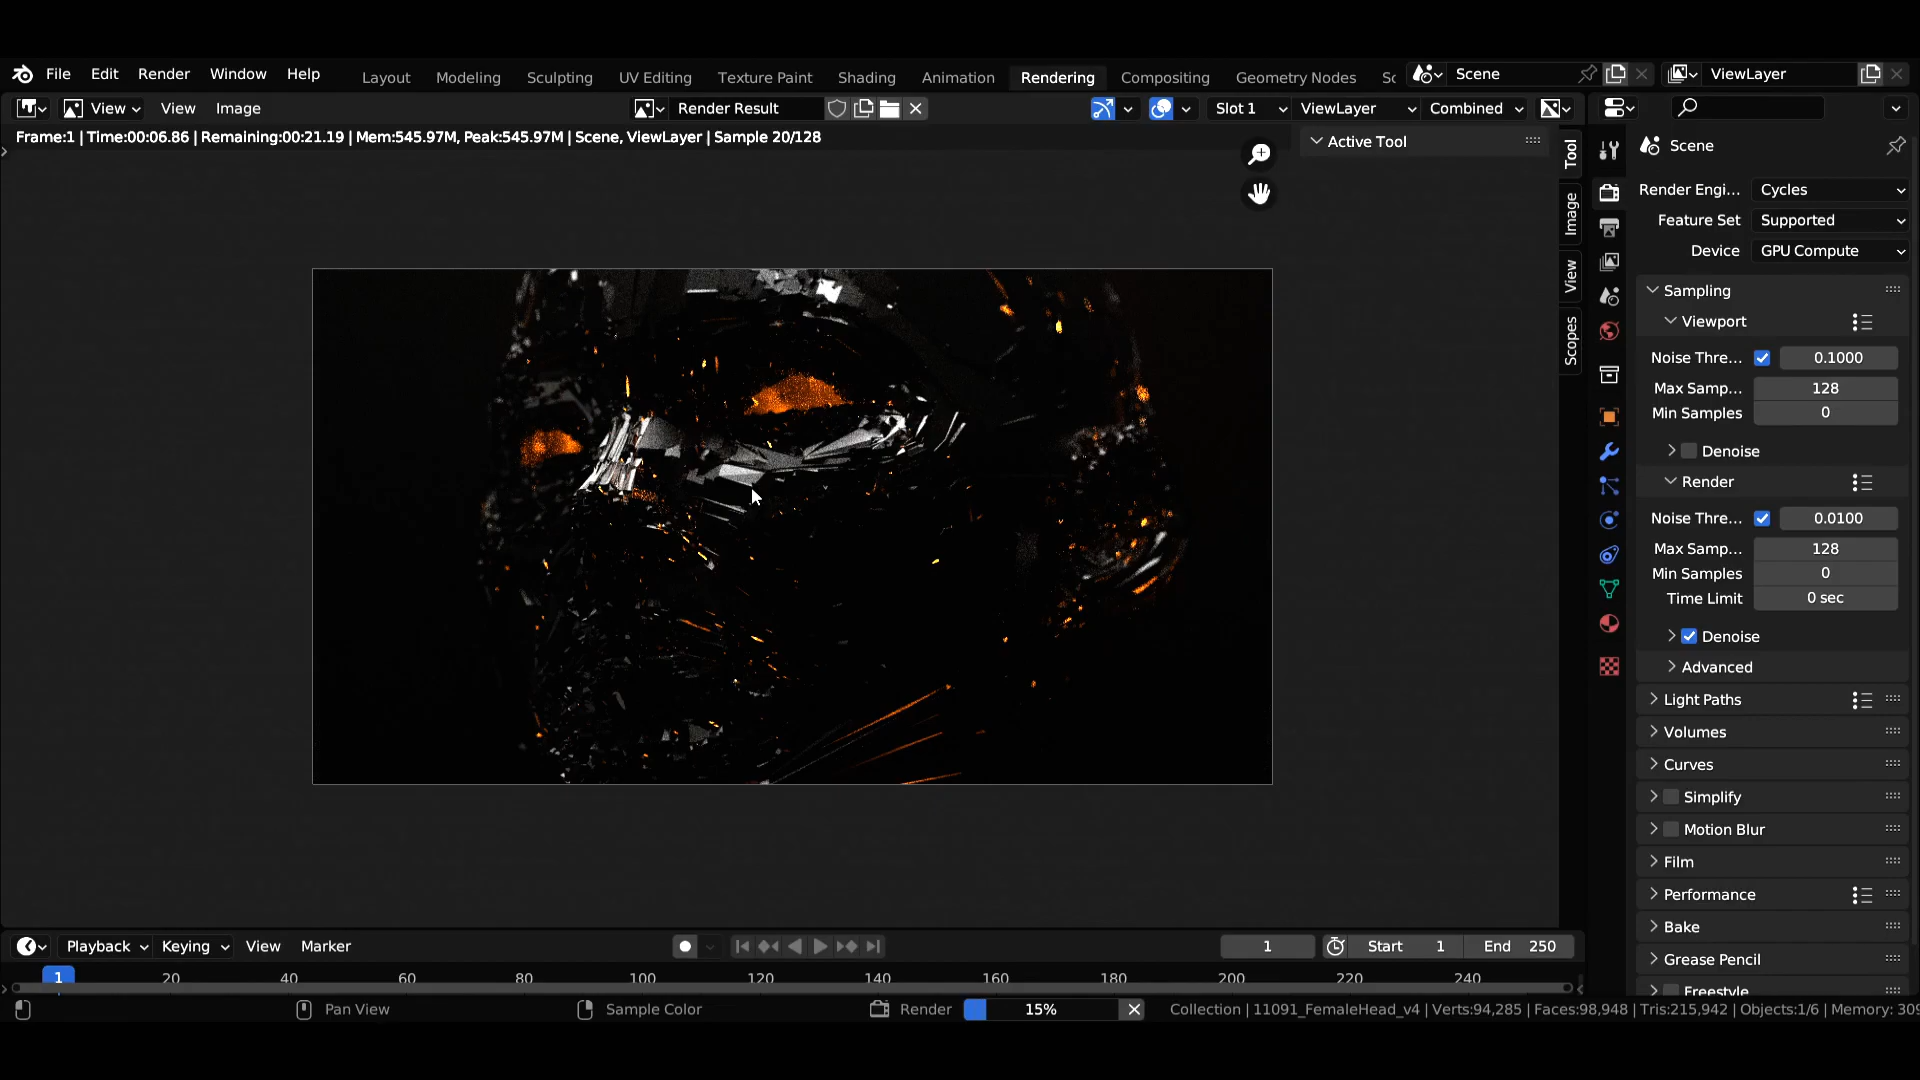 File Edit Render Window Help Layout Modeling Sculpting UV Editing Texture Paint Shading Animation Rendering Compositing Geometry Nodes Sc Scene ViewLayer
View View Image Render Result Slot 1 ViewLayer Combined
Frame:1 | Time:00:06.86 | Remaining:00:21.19 | Mem:545.97M, Peak:545.97M | Scene, ViewLayer | Sample 20/128
Active Tool
Tool
Image
View
Scopes
Scene
Render Engi... Cycles
Feature Set Supported
Device GPU Compute
Sampling
Viewport
Noise Thre... 0.1000
Max Samp... 128
Min Samples 0
Denoise
Render
Noise Thre... 0.0100
Max Samp... 128
Min Samples 0
Time Limit 0 sec
Denoise
Advanced
Light Paths
Volumes
Curves
Simplify
Motion Blur
Film
Performance
Bake
Grease Pencil
Freestyle
Playback Keying View Marker 1 Start 1 End 250
1 20 40 60 80 100 120 140 160 180 200 220 240
Pan View Sample Color Render 15% Collection | 11091_FemaleHead_v4 | Verts:94,285 | Faces:98,948 | Tris:215,942 | Objects:1/6 | Memory: 309